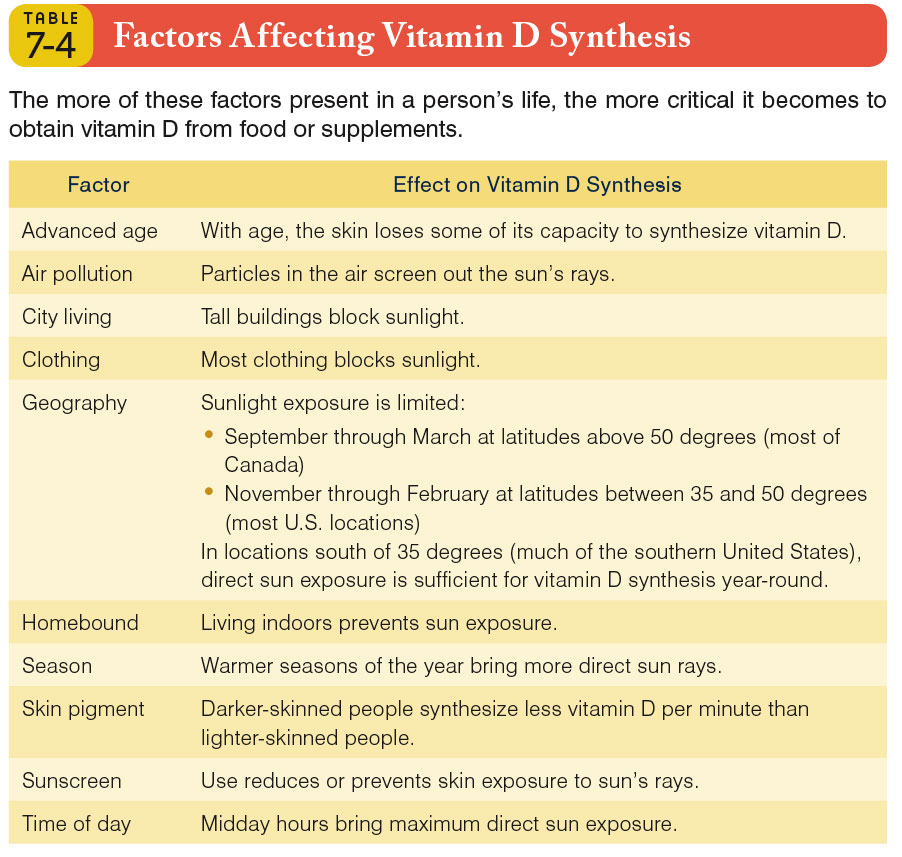 TABLE
7-4
Factors Affecting Vitamin D Synthesis
The more of these factors present in a person's life, the more critical it becomes to
obtain vitamin D from food or supplements.
Factor Effect on Vitamin D Synthesis
Advanced age With age, the skin loses some of its capacity to synthesize vitamin D.
Air pollution Particles in the air screen out the sun's rays.
City living Tall buildings block sunlight.
Clothing Most clothing blocks sunlight.
Geography Sunlight exposure is limited:
• September through March at latitudes above 50 degrees (most of
Canada)
• November through February at latitudes between 35 and 50 degrees
(most U.S. locations)
In locations south of 35 degrees (much of the southern United States),
direct sun exposure is sufficient for vitamin D synthesis year-round.
Homebound Living indoors prevents sun exposure.
Season Warmer seasons of the year bring more direct sun rays.
Skin pigment Darker-skinned people synthesize less vitamin D per minute than
lighter-skinned people.
Sunscreen Use reduces or prevents skin exposure to sun's rays.
Time of day Midday hours bring maximum direct sun exposure.